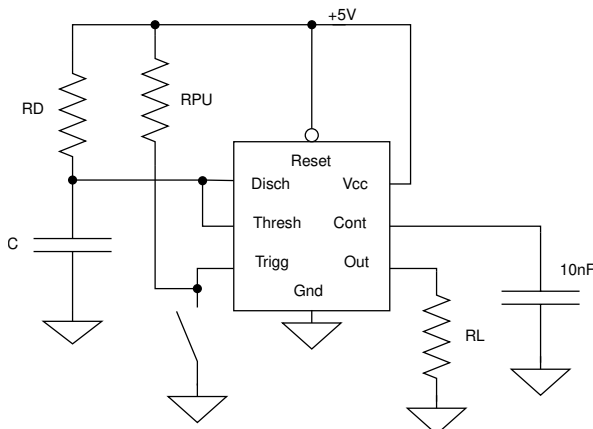 +5V
RD
RPU
Reset
Disch
Vcc
Thresh
Cont
C
Trigg
Out
10nF
Gnd
RL